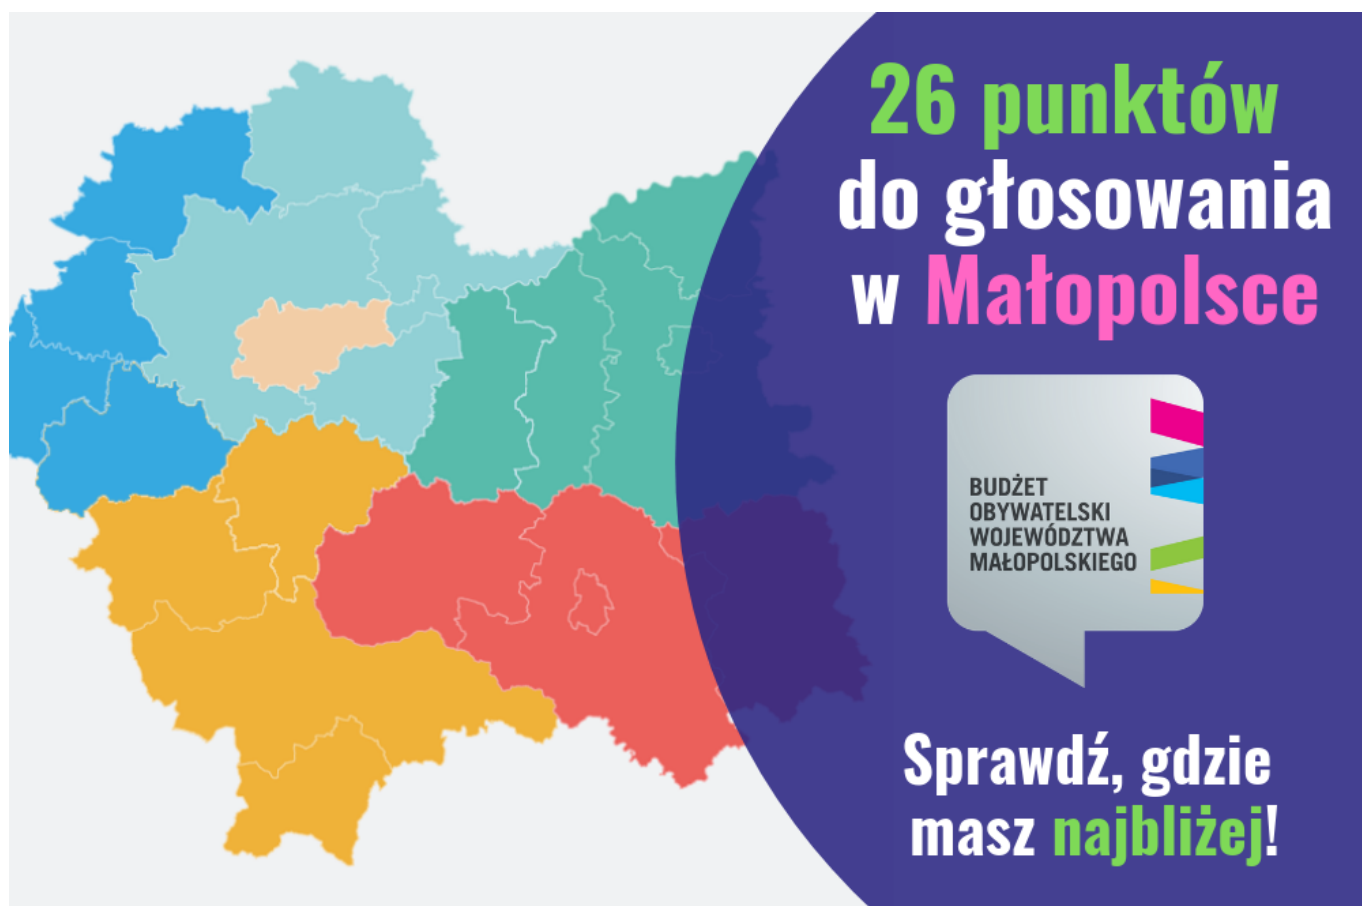 26 punktów
do głosowania
w Małopolsce
BUDŻET
OBYWATELSKI
WOJEWÓDZTWA
MAŁOPOLSKIEGO
Sprawdź, gdzie
masz najbliżej!